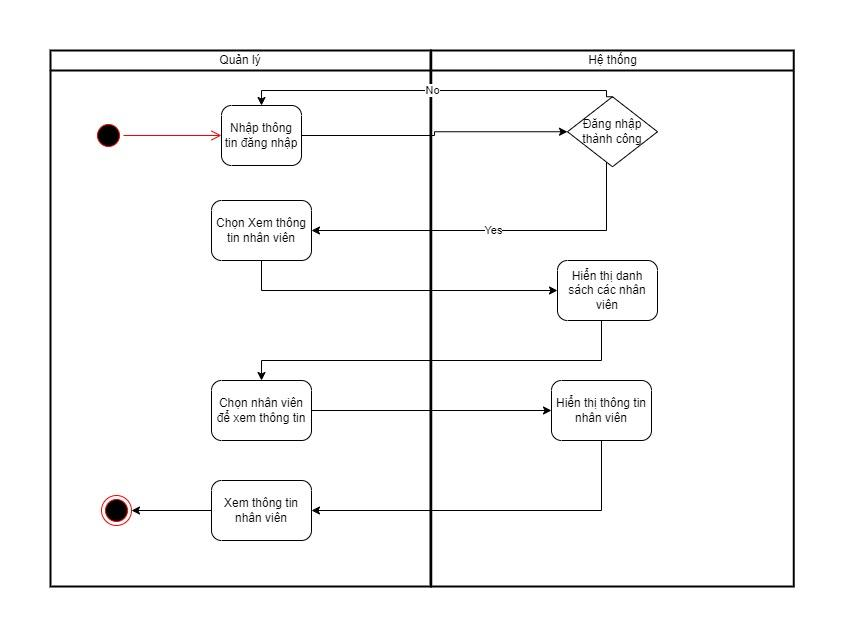 Quản lý
Hệ thống
No
Nhập thông
tin đăng nhập
Đăng nhập
thành công
Chọn Xem thông
tin nhân viên
Yes
Hiển thị danh
sách các nhân
viên
Chọn nhân viên
để xem thông tin
Hiển thị thông tin
nhân viên
Xem thông tin
nhân viên